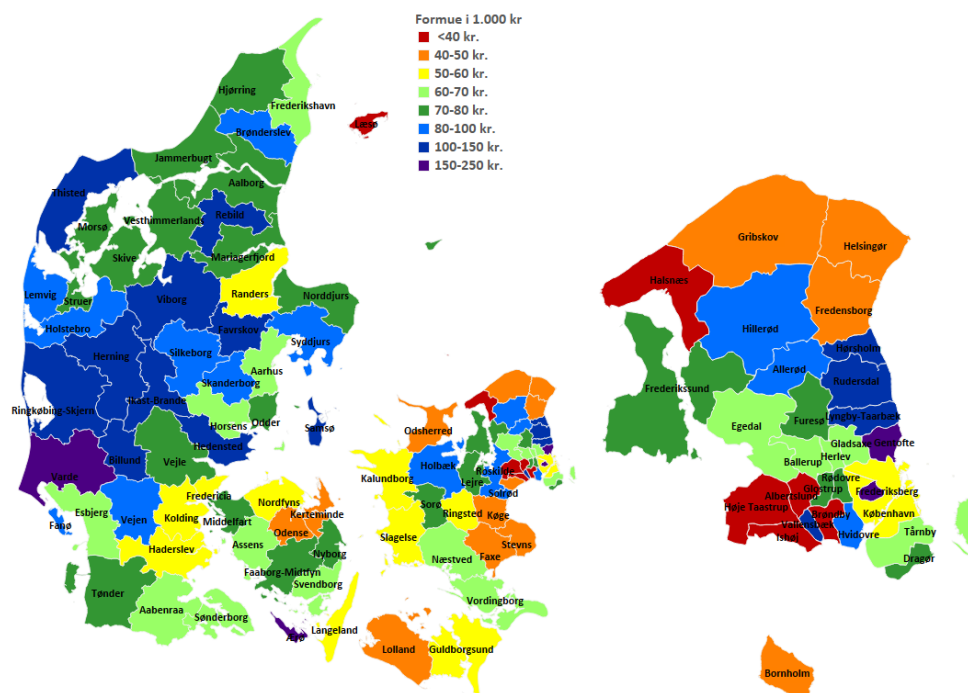 Formue i 1.000 kr
<40 kr.
40-50 kr.
50-60 kr.
60-70 kr.
70-80 kr.
80-100 kr.
100-150 kr.
150-250 kr.
Hjørring
Frederikshavn
Læsø
Brønderslev
Jammerbugt
Aalborg
Thisted
Rebild
Vesthimmerlands
Morsø
Mariagerfjord
Skive
Randers
Norddjurs
Lemvig
Struer
Viborg
Holstebro
Favrskov
Syddjurs
Silkeborg
Herning
Aarhus
Skanderborg
Ikast-Brande
Ringkøbing-Skjern
Horsens
Odder
Samsø
Hedensted
Billund
Vejle
Varde
Fredericia
Esbjerg
Fanø
Vejen
Kolding
Middelfart
Nordfyns
Kerteminde
Odense
Haderslev
Assens
Nyborg
Faaborg-Midtfyn
Svendborg
Tønder
Aabenraa
Sønderborg
Ærø
Langeland
Odsherred
Kalundborg
Holbæk
Roskilde
Lejre
Solrød
Sorø
Ringsted
Køge
Slagelse
Stevns
Faxe
Næstved
Vordingborg
Lolland
Guldborgsund
Gribskov
Helsingør
Halsnæs
Fredensborg
Hillerød
Hørsholm
Allerød
Rudersdal
Frederikssund
Lyngby-Taarbæk
Furesø
Egedal
Gladsaxe
Gentofte
Herlev
Ballerup
Rødovre
Glostrup
Frederiksberg
Albertslund
Høje-Taastrup
Brøndby
København
Vallensbæk
Ishøj
Hvidovre
Tårnby
Dragør
Bornholm